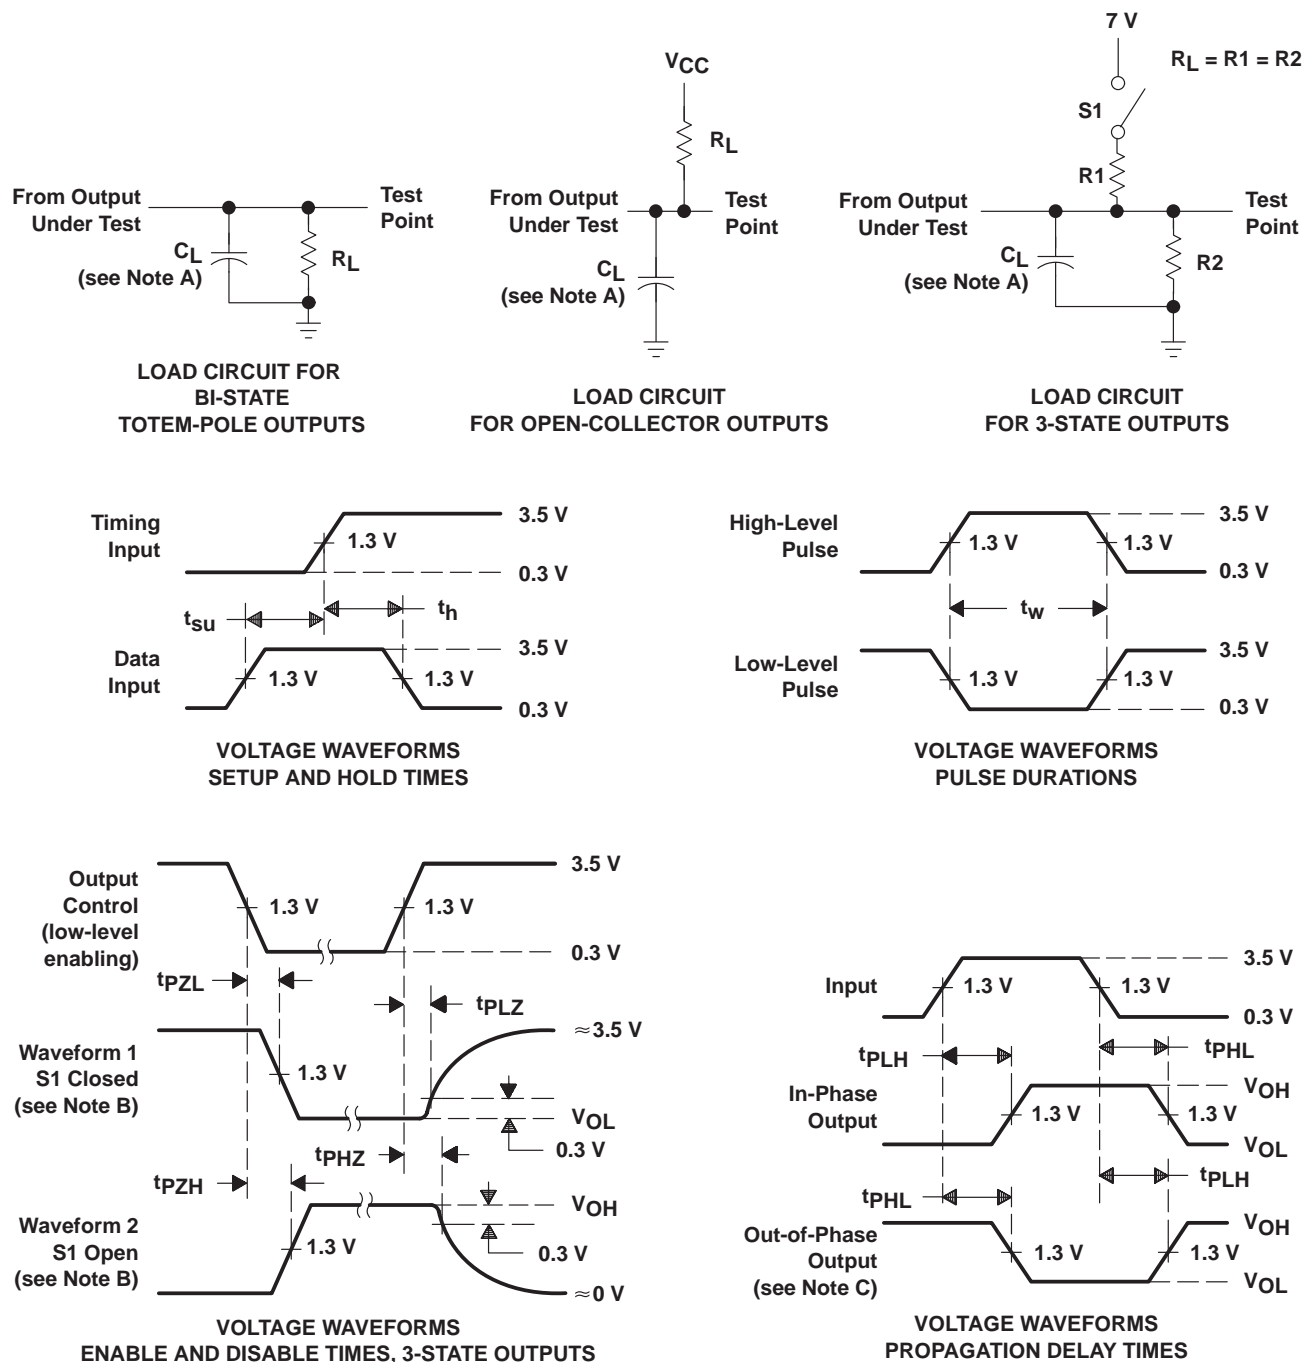 7 V
RL = R1 = R2
S1
R1
From Output
Under Test
Test
Point
CL
(see Note A)
R2
LOAD CIRCUIT
FOR 3-STATE OUTPUTS
VCC
RL
From Output
Under Test
Test
Point
CL
(see Note A)
LOAD CIRCUIT
FOR OPEN-COLLECTOR OUTPUTS
From Output
Under Test
Test
Point
CL
(see Note A)
RL
LOAD CIRCUIT FOR
BI-STATE
TOTEM-POLE OUTPUTS
Timing
Input
3.5 V
1.3 V
0.3 V
tsu
th
Data
Input
3.5 V
1.3 V
1.3 V
0.3 V
VOLTAGE WAVEFORMS
SETUP AND HOLD TIMES
High-Level
Pulse
3.5 V
1.3 V
1.3 V
0.3 V
tw
Low-Level
Pulse
3.5 V
1.3 V
1.3 V
0.3 V
VOLTAGE WAVEFORMS
PULSE DURATIONS
Output
Control
(low-level
enabling)
3.5 V
1.3 V
1.3 V
0.3 V
tPZL
tPLZ
Waveform 1
S1 Closed
(see Note B)
≈3.5 V
1.3 V
VOL
0.3 V
tPHZ
tPZH
Waveform 2
S1 Open
(see Note B)
VOH
1.3 V
0.3 V
≈0 V
VOLTAGE WAVEFORMS
ENABLE AND DISABLE TIMES, 3-STATE OUTPUTS
Input
3.5 V
1.3 V
1.3 V
0.3 V
tPLH
tPHL
In-Phase
Output
VOH
1.3 V
1.3 V
VOL
tPHL
tPLH
Out-of-Phase
Output
(see Note C)
VOH
1.3 V
1.3 V
VOL
VOLTAGE WAVEFORMS
PROPAGATION DELAY TIMES